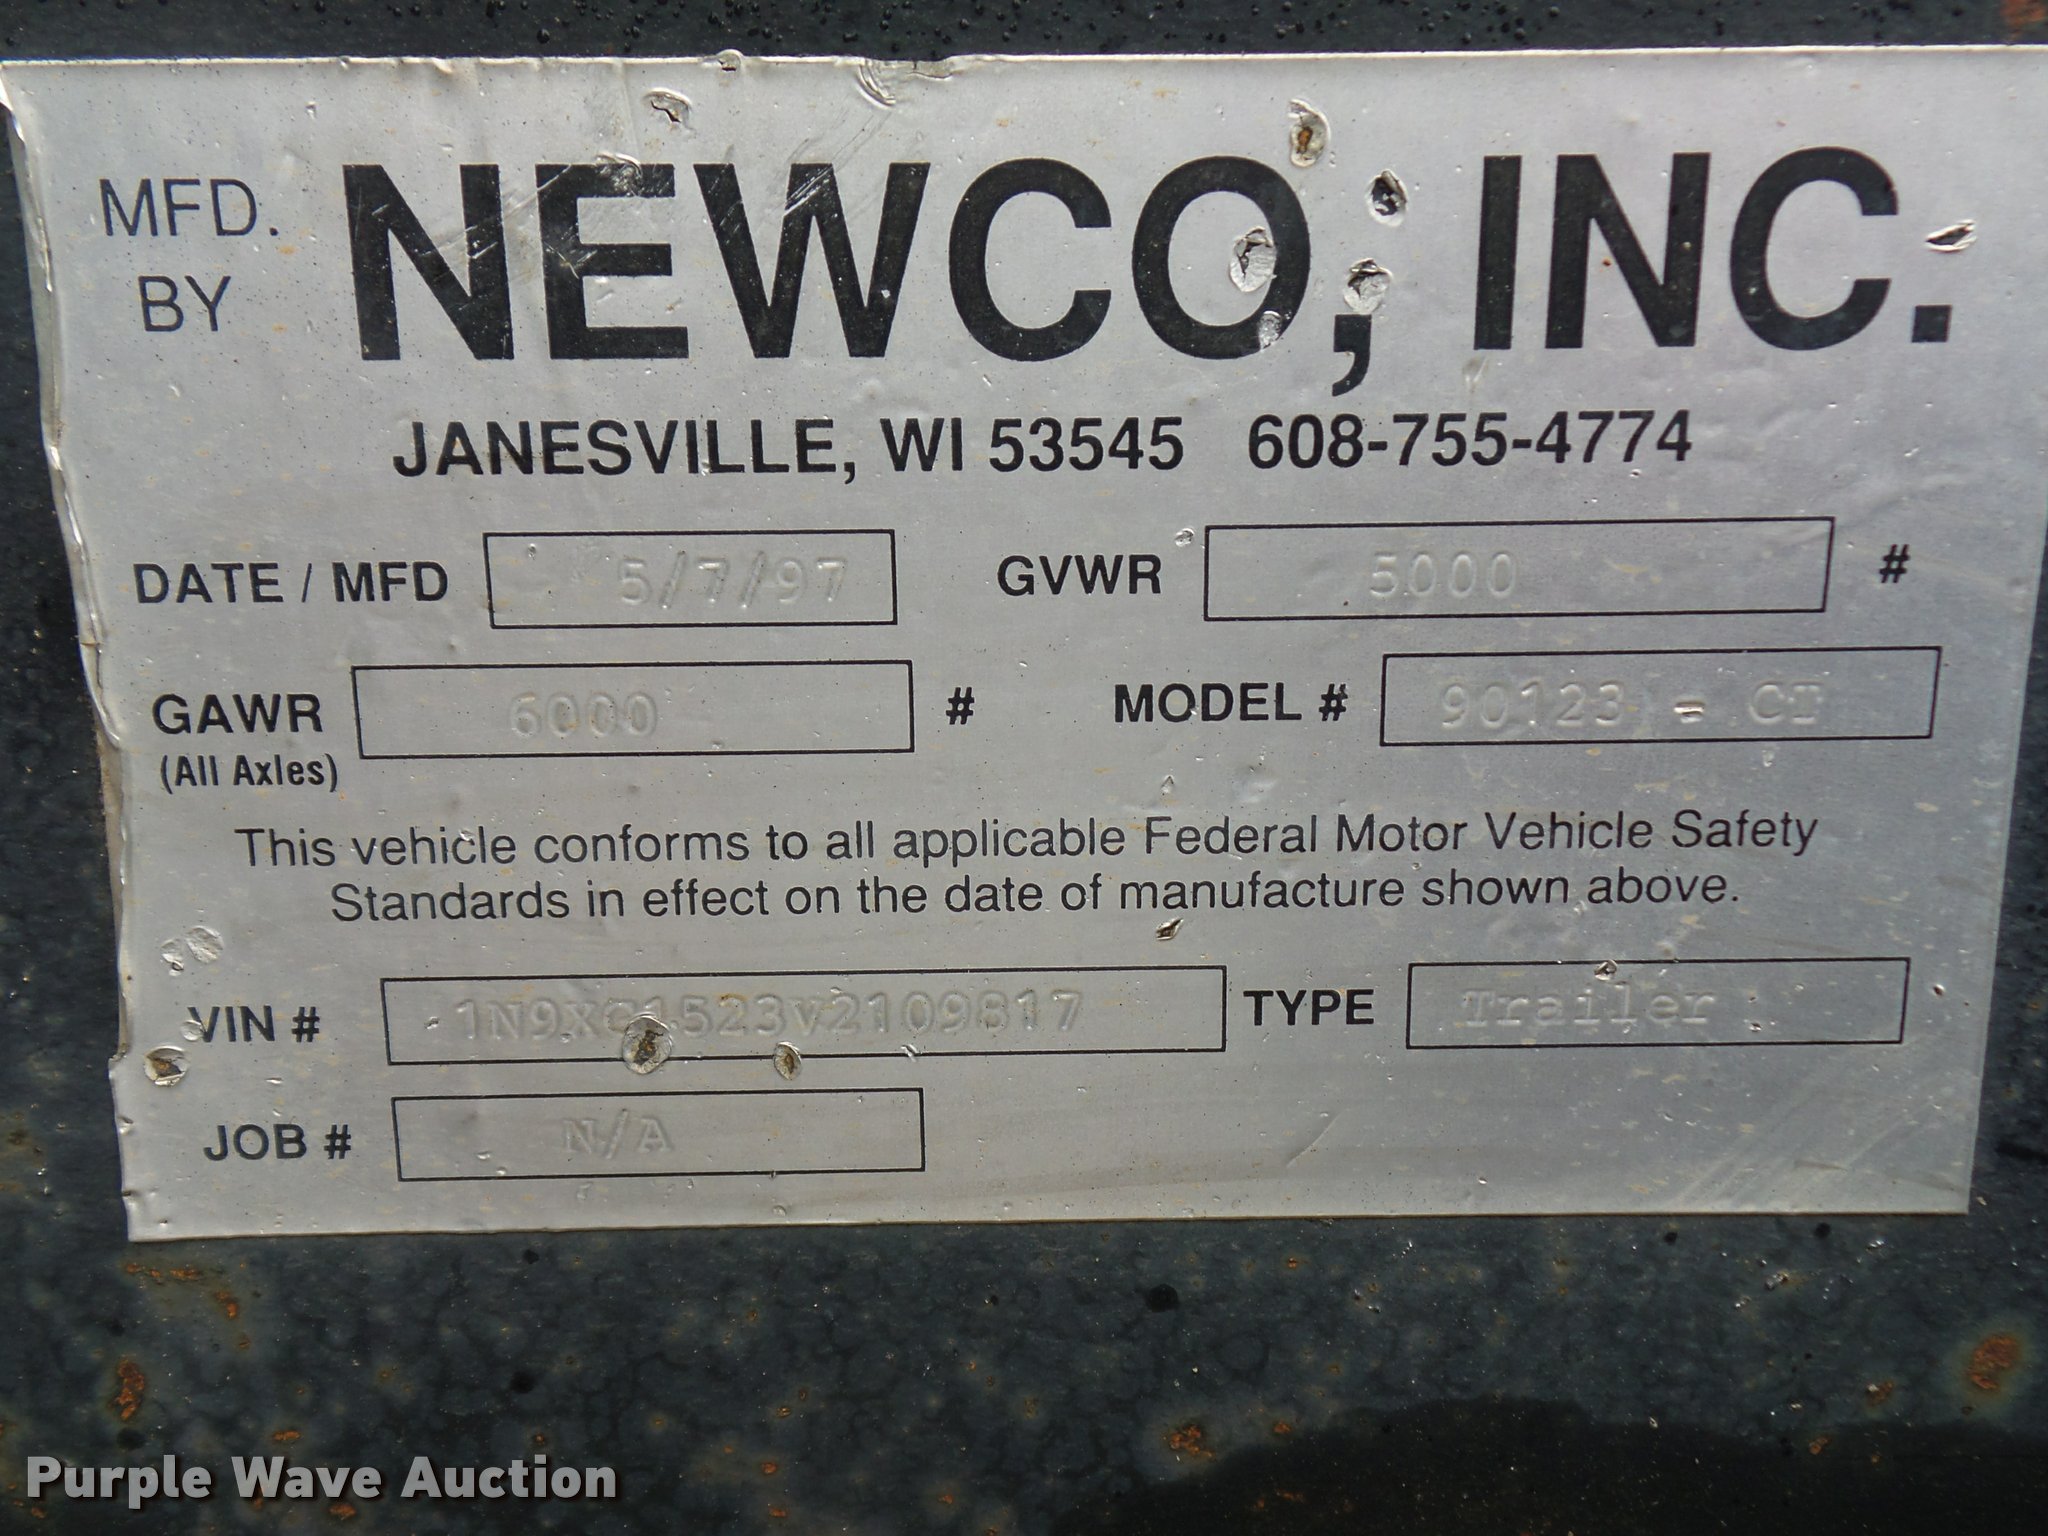 MFD. BY NEWCO, INC.
JANESVILLE, WI 53545 608-755-4774
DATE / MFD 5/7/97 GVWR 5000 #
GAWR 6000 # MODEL # 90123 - CT
(All Axles)
This vehicle conforms to all applicable Federal Motor Vehicle Safety
Standards in effect on the date of manufacture shown above.
VIN # TYPE Trailer
JOB # N/A
Purple Wave Auction